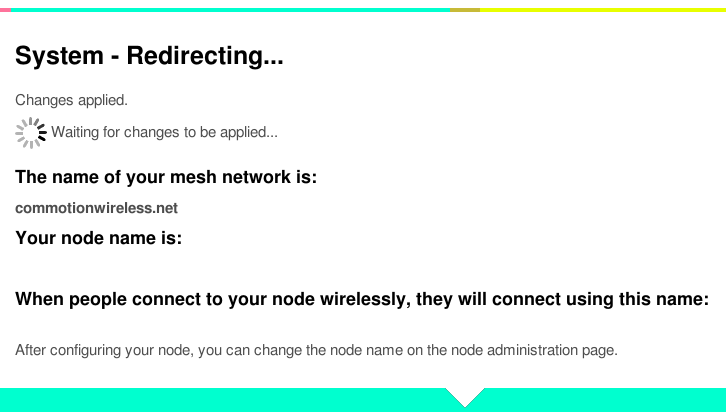 System - Redirecting...
Changes applied.
Waiting for changes to be applied...
The name of your mesh network is:
commotionwireless.net
Your node name is:
When people connect to your node wirelessly, they will connect using this name:
After configuring your node, you can change the node name on the node administration page.